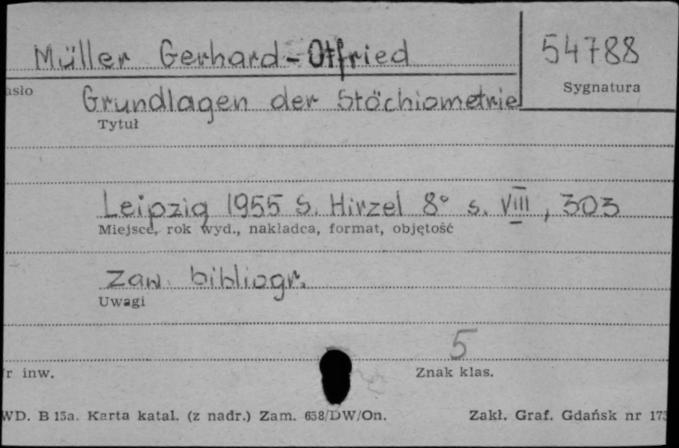 Müller Gerhard-Otfried
54788
asło
Sygnatura
Grundlagen der Stöchiometrie
Tytuł
Leipzig 1955 S. Hirzel 8° s. VIII, 303
Miejsce, rok wyd., nakładca, format, objętość
Zaw. bibliogr.
Uwagi
5
r inw.
Znak klas.
WD. B 15a. Karta katal. (z nadr.) Zam. 658/DW/On.
Zakł. Graf. Gdańsk nr 173